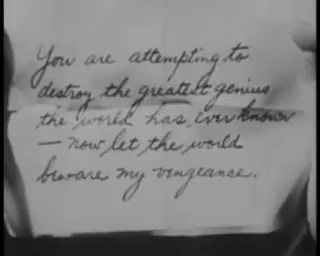 You are attempting to
destroy the greatest genius
the world has ever known
— now let the world
beware my vengeance.